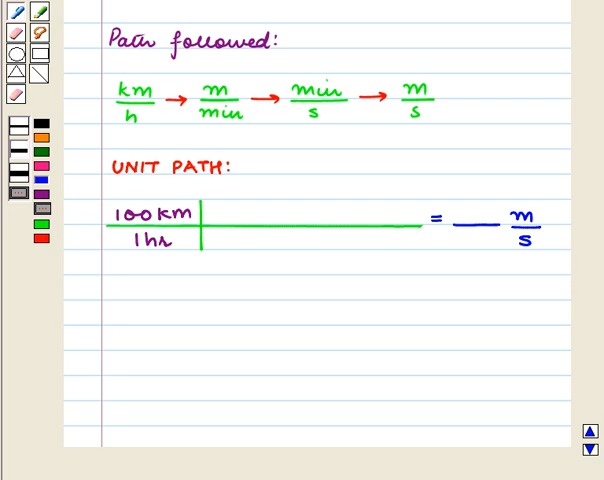 Path followed:
km/h → m/min → min/s → m/s
UNIT PATH:
100 km/1 hr | = ___ m/s